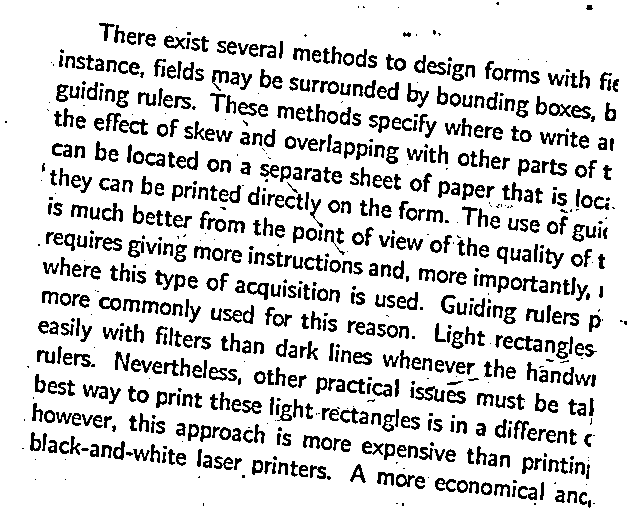 There exist several methods to design forms with fie
instance, fields may be surrounded by bounding boxes, b
guiding rulers. These methods specify where to write ar
the effect of skew and overlapping with other parts of t
can be located on a separate sheet of paper that is loca
they can be printed directly on the form. The use of guid
is much better from the point of view of the quality of t
requires giving more instructions and, more importantly, r
where this type of acquisition is used. Guiding rulers p
more commonly used for this reason. Light rectangles
easily with filters than dark lines whenever the handwr
rulers. Nevertheless, other practical issues must be tak
best way to print these light rectangles is in a different c
however, this approach is more expensive than printing
black-and-white laser printers. A more economical and,